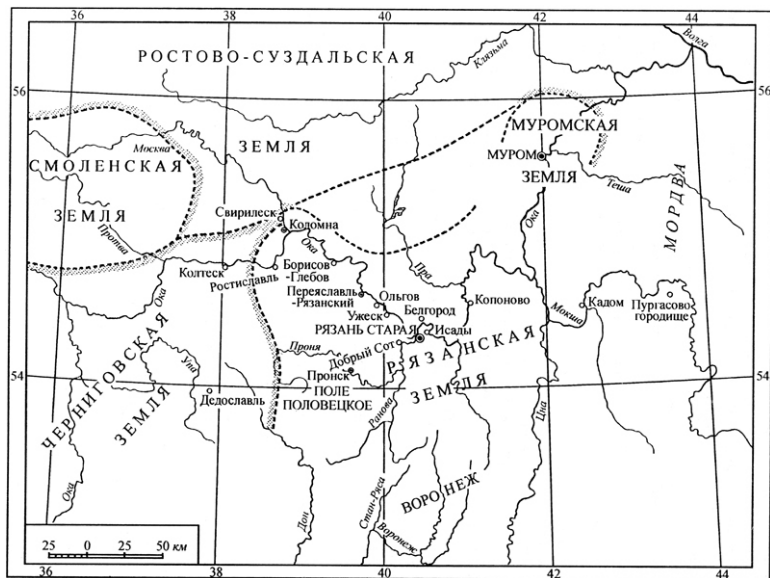 36
38
40
42
44
РОСТОВО-СУЗДАЛЬСКАЯ
Клязьма
Волга
56
56
МУРОМСКАЯ
Москва
СМОЛЕНСКАЯ
ЗЕМЛЯ
МУРОМ
ЗЕМЛЯ
Теша
МОРДВА
ЗЕМЛЯ
Свирилеск
Коломна
Протва
Ока
Ока
Колтеск
Ростиславль
Борисов
-Глебов
Пра
Переяславль
-Рязанский
Ольгов
Ока
Ужеск
Белгород
Копоново
Мокша
Кадом
Пургасово
городище
РЯЗАНЬ СТАРАЯ
Исады
ЧЕРНИГОВСКАЯ
Проня
Добрый Сот
РЯЗАНСКАЯ
Упа
54
54
Пронск
ПОЛЕ
ПОЛОВЕЦКОЕ
ЗЕМЛЯ
ЗЕМЛЯ
Дедославль
Ранова
Цна
ВОРОНЕЖ
Ока
Дон
Стан-Ряса
Воронеж
25 0 25 50 км
36
38
40
42
44